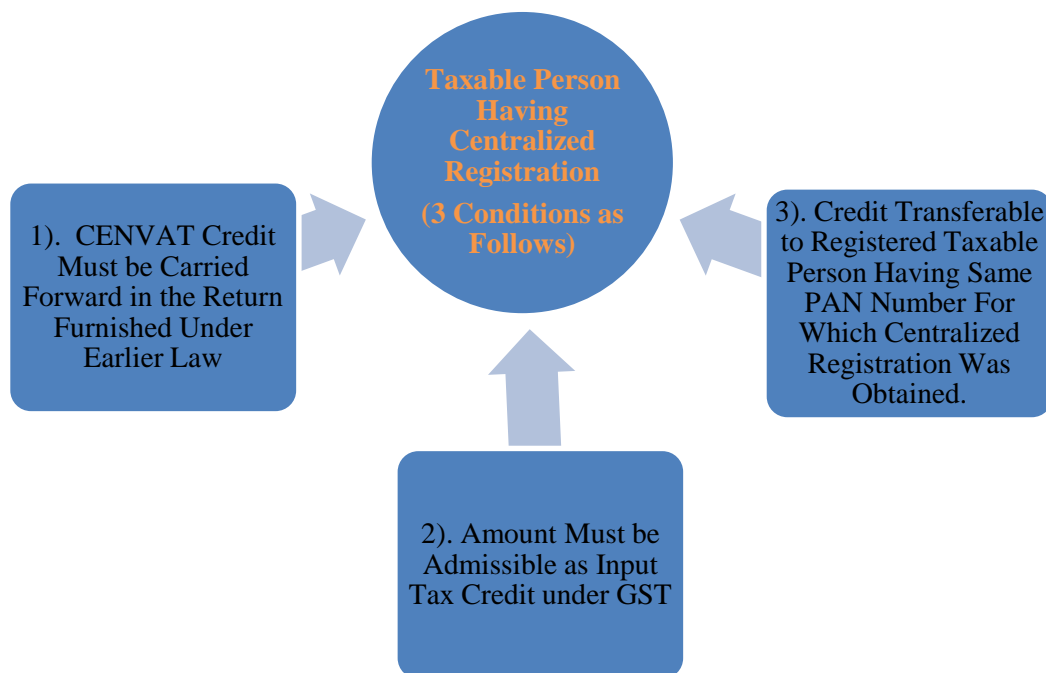 Taxable Person
Having
Centralized
Registration
(3 Conditions as
Follows)
1). CENVAT Credit
Must be Carried
Forward in the Return
Furnished Under
Earlier Law
2). Amount Must be
Admissible as Input
Tax Credit under GST
3). Credit Transferable
to Registered Taxable
Person Having Same
PAN Number For
Which Centralized
Registration Was
Obtained.